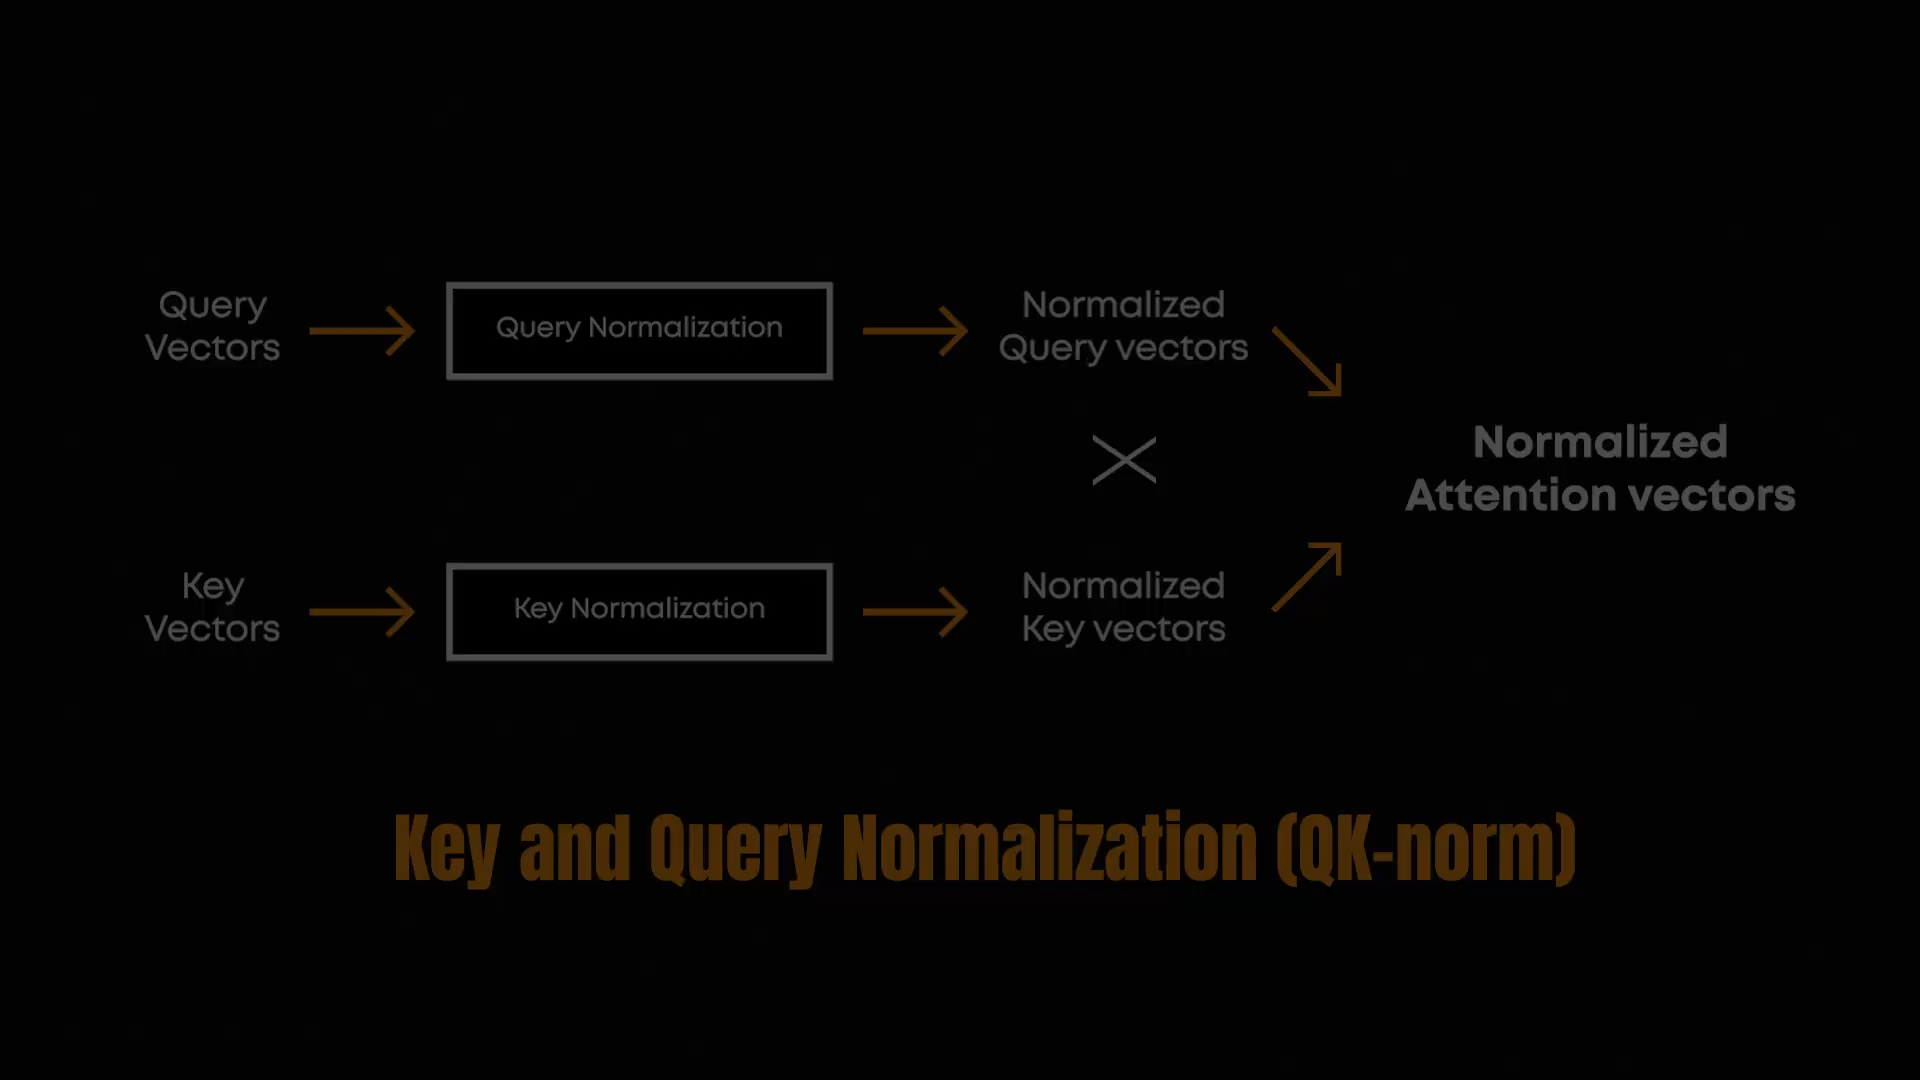 Query
Vectors
Query Normalization
Normalized
Query vectors
Normalized
Attention vectors
Key
Vectors
Key Normalization
Normalized
Key vectors
Key and Query Normalization (QK-norm)